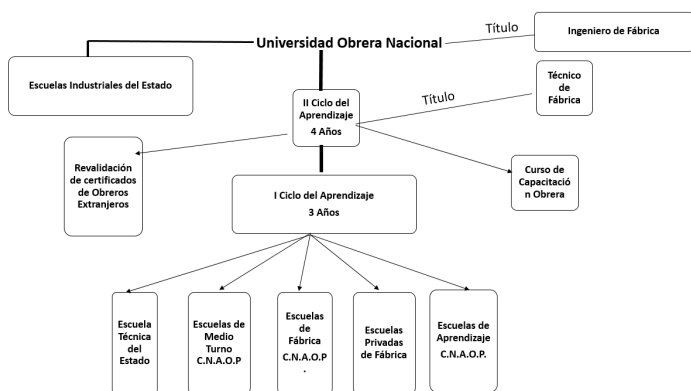 Universidad Obrera Nacional
Título
Ingeniero de Fábrica
Escuelas Industriales del Estado
II Ciclo del
Aprendizaje
4 Años
Título
Técnico
de
Fábrica
Revalidación
de certificados
de Obreros
Extranjeros
Curso de
Capacitació
n Obrera
I Ciclo del Aprendizaje
3 Años
Escuela
Técnica
del
Estado
Escuelas de
Medio
Turno
C.N.A.O.P
Escuelas
de
Fábrica
C.N.A.O.P
.
Escuelas
Privadas
de Fábrica
Escuelas de
Aprendizaje
C.N.A.O.P.